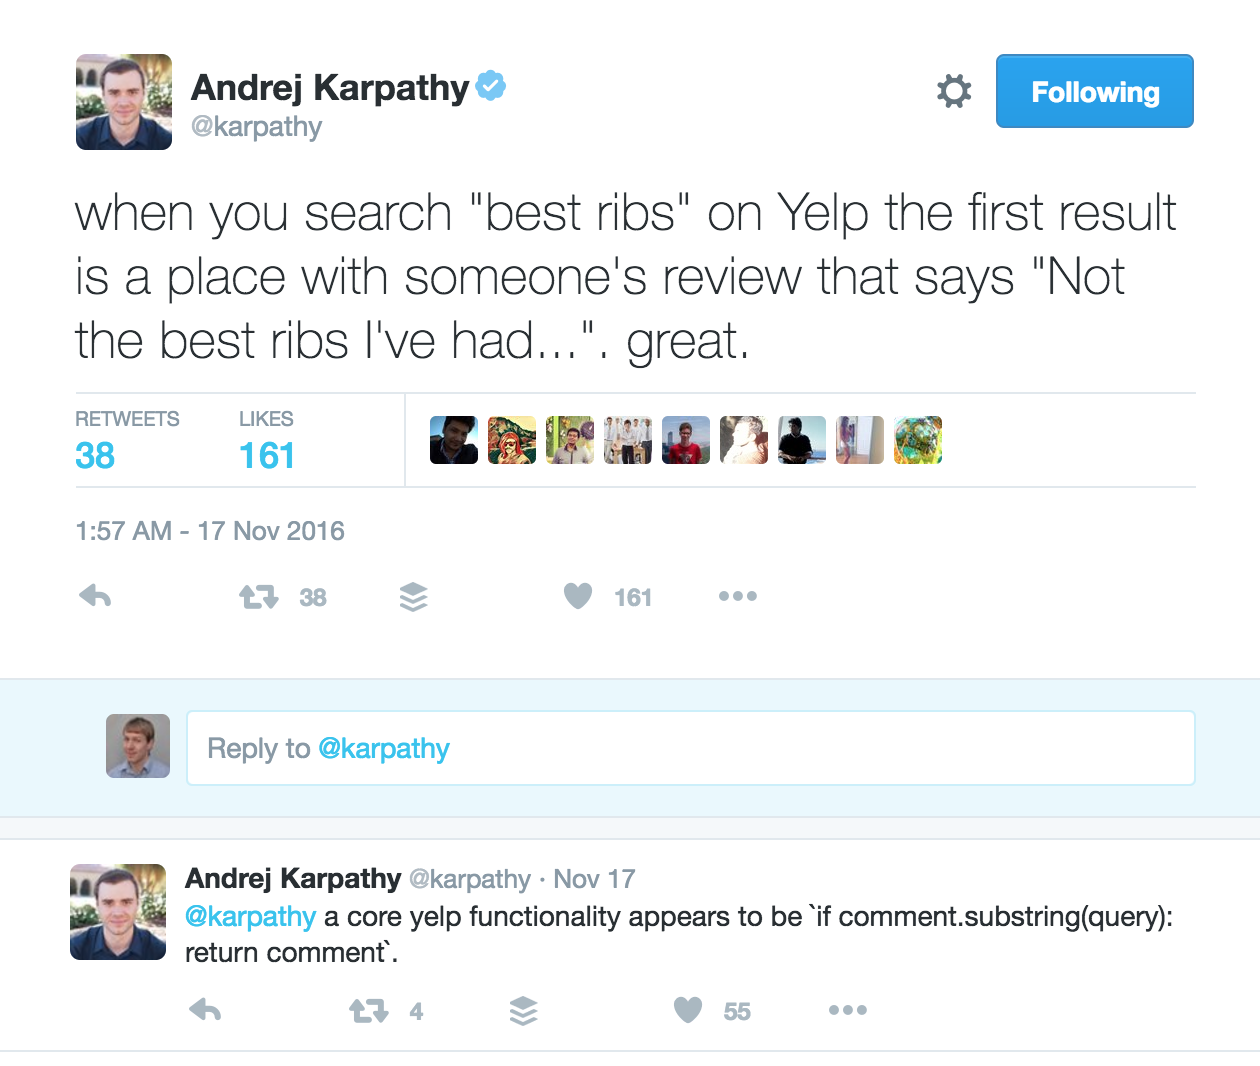 Andrej Karpathy
@karpathy
Following
when you search "best ribs" on Yelp the first result
is a place with someone's review that says "Not
the best ribs I've had...". great.
RETWEETS LIKES
38 161
1:57 AM - 17 Nov 2016
38 161
Reply to @karpathy
Andrej Karpathy @karpathy · Nov 17
@karpathy a core yelp functionality appears to be `if comment.substring(query):
return comment`.
4 55